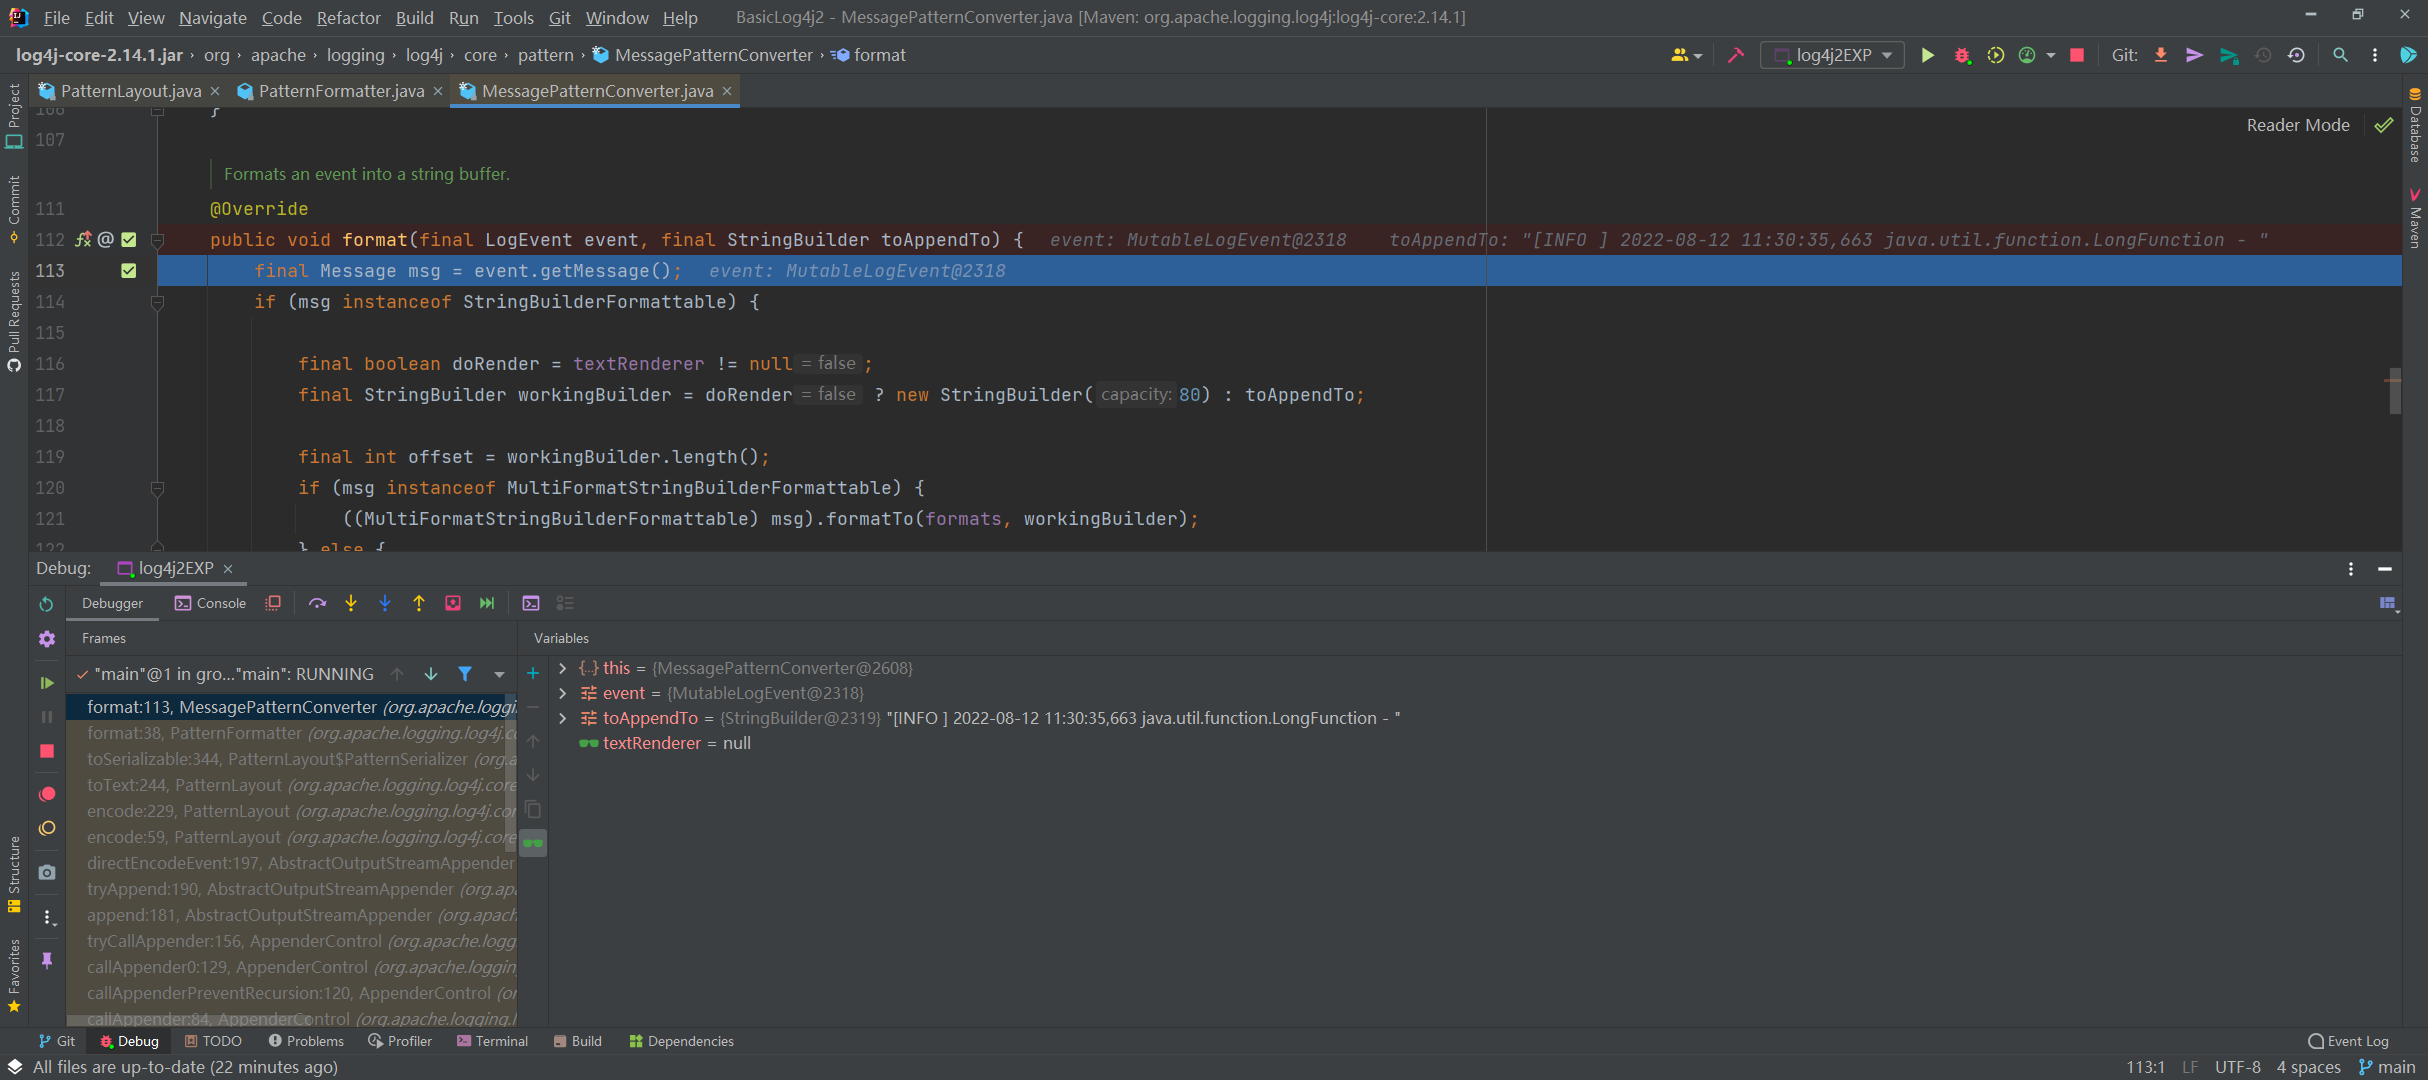 File Edit View Navigate Code Refactor Build Run Tools Git Window Help BasicLog4j2 - MessagePatternConverter.java [Maven: org.apache.logging.log4j:log4j-core:2.14.1]
log4j-core-2.14.1.jar › org › apache › logging › log4j › core › pattern › MessagePatternConverter › format log4j2EXP Git:
PatternLayout.java PatternFormatter.java MessagePatternConverter.java
Project
Commit
Pull Requests
Structure
Favorites
Database
Maven
Reader Mode
106 }
107
Formats an event into a string buffer.
111 @Override
112 public void format(final LogEvent event, final StringBuilder toAppendTo) { event: MutableLogEvent@2318 toAppendTo: "[INFO ] 2022-08-12 11:30:35,663 java.util.function.LongFunction - "
113 final Message msg = event.getMessage(); event: MutableLogEvent@2318
114 if (msg instanceof StringBuilderFormattable) {
115
116 final boolean doRender = textRenderer != null = false ;
117 final StringBuilder workingBuilder = doRender = false ? new StringBuilder( capacity: 80) : toAppendTo;
118
119 final int offset = workingBuilder.length();
120 if (msg instanceof MultiFormatStringBuilderFormattable) {
121 ((MultiFormatStringBuilderFormattable) msg).formatTo(formats, workingBuilder);
122 } else {
Debug: log4j2EXP
Debugger Console
Frames
"main"@1 in gro..."main": RUNNING
format:113, MessagePatternConverter (org.apache.loggi
format:38, PatternFormatter (org.apache.logging.log4j.co
toSerializable:344, PatternLayout$PatternSerializer (org.a
toText:244, PatternLayout (org.apache.logging.log4j.core
encode:229, PatternLayout (org.apache.logging.log4j.cor
encode:59, PatternLayout (org.apache.logging.log4j.core
directEncodeEvent:197, AbstractOutputStreamAppender
tryAppend:190, AbstractOutputStreamAppender (org.apa
append:181, AbstractOutputStreamAppender (org.apach
tryCallAppender:156, AppenderControl (org.apache.logg
callAppender0:129, AppenderControl (org.apache.logging
callAppenderPreventRecursion:120, AppenderControl (or
callAppender:84, AppenderControl (org.apache.logging.l
Variables
this = {MessagePatternConverter@2608}
event = {MutableLogEvent@2318}
toAppendTo = {StringBuilder@2319} "[INFO ] 2022-08-12 11:30:35,663 java.util.function.LongFunction - "
textRenderer = null
Git Debug TODO Problems Profiler Terminal Build Dependencies Event Log
All files are up-to-date (22 minutes ago) 113:1 LF UTF-8 4 spaces main